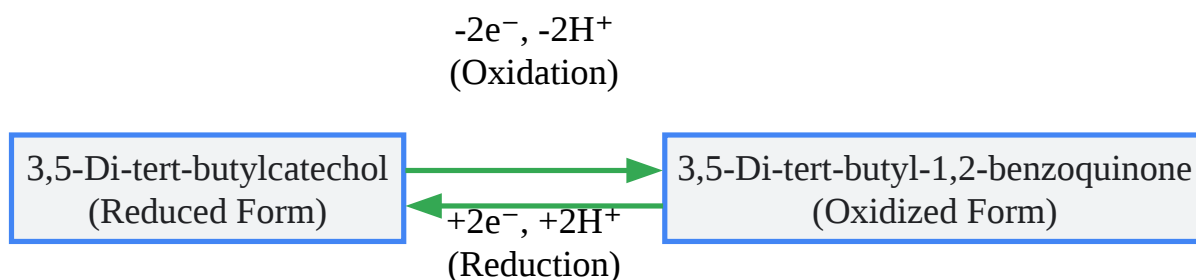 -2e⁻, -2H⁺
(Oxidation)
3,5-Di-tert-butylcatechol
(Reduced Form)
3,5-Di-tert-butyl-1,2-benzoquinone
(Oxidized Form)
+2e⁻, +2H⁺
(Reduction)